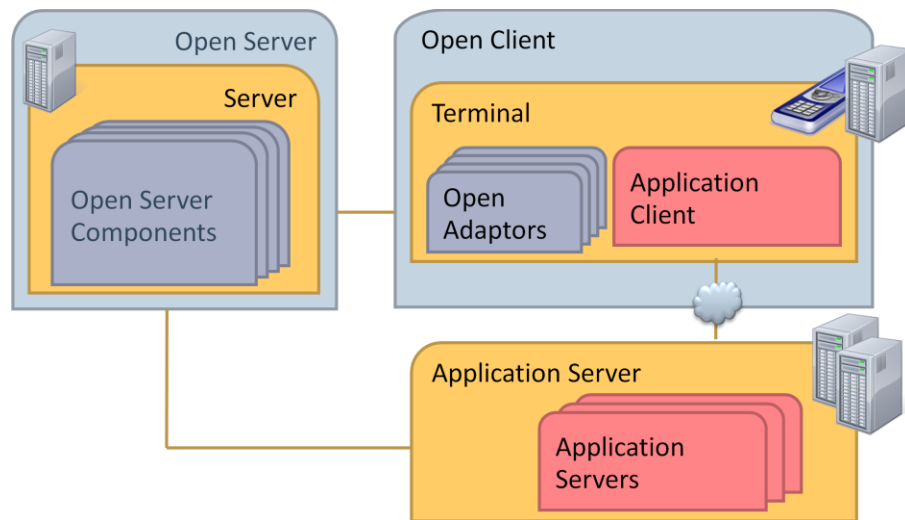 Open Server
Server
Open Server
Components
Open Client
Terminal
Open
Adaptors
Application
Client
Application Server
Application
Servers